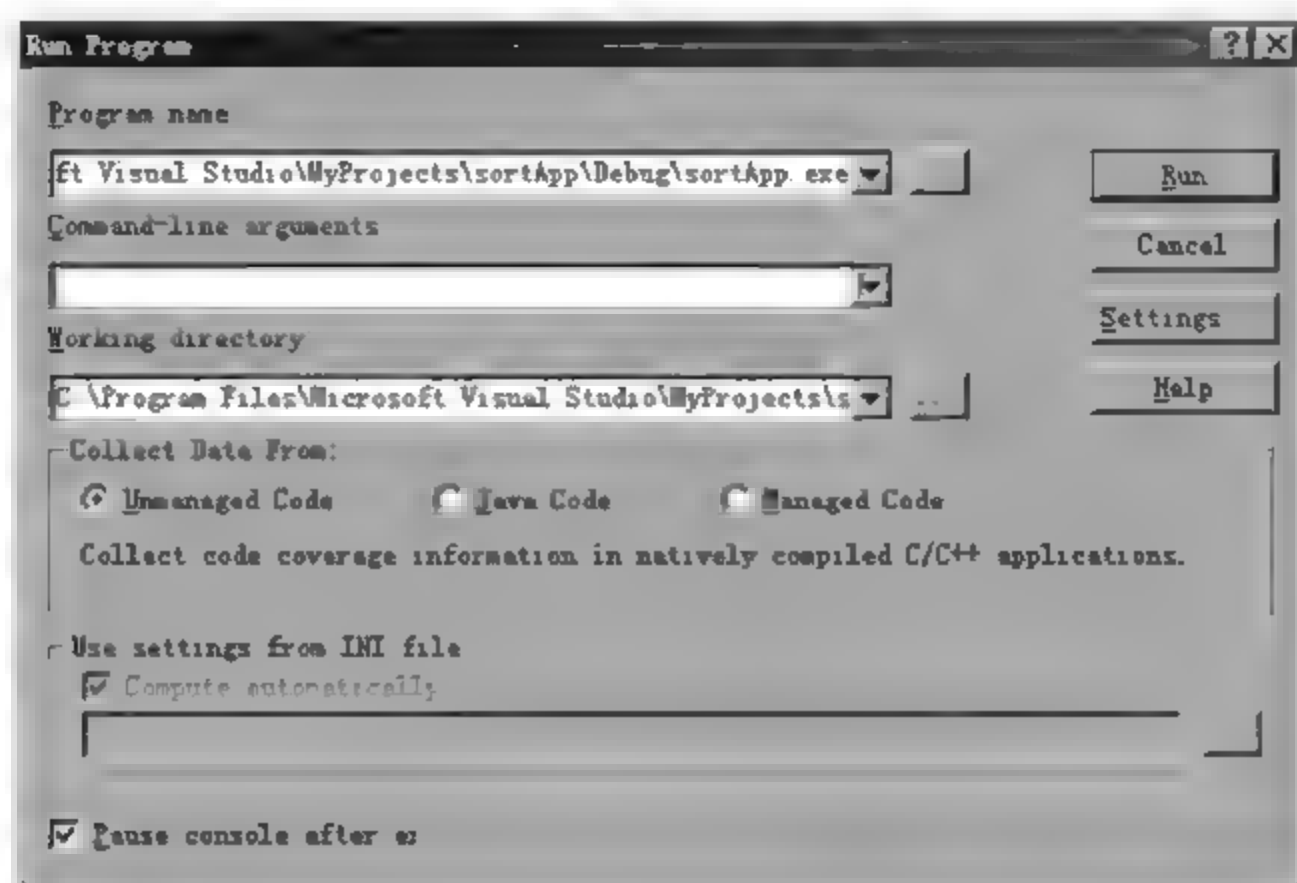 Run Program
Program name
ft Visual Studio\MyProjects\sortApp\Debug\sortApp.exe
Run
Command-line arguments
Cancel
Settings
Working directory
C \Program Files\Microsoft Visual Studio\MyProjects\s
...
Help
Collect Data From:
Unmanaged Code Java Code Managed Code
Collect code coverage information in natively compiled C/C++ applications.
Use settings from INI file
Compute automatically
Pause console after ex